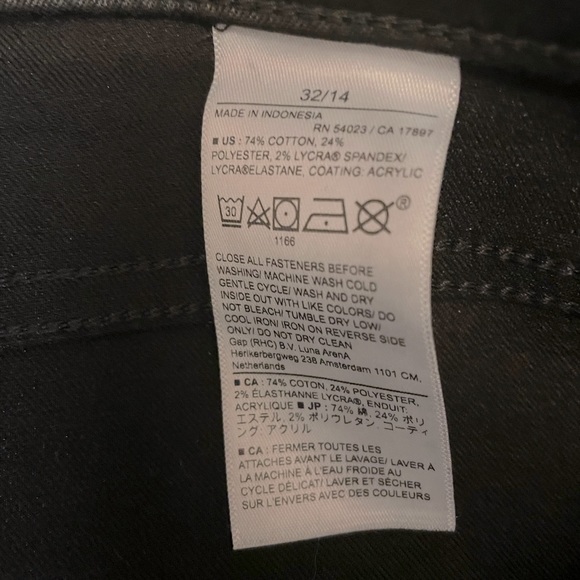 32/14
MADE IN INDONESIA
RN 54023 / CA 17897
■ US : 74% COTTON, 24%
POLYESTER, 2% LYCRA® SPANDEX/
LYCRA®ELASTANE, COATING: ACRYLIC
30
®
1166
CLOSE ALL FASTENERS BEFORE
WASHING/ MACHINE WASH COLD
GENTLE CYCLE/ WASH AND DRY
INSIDE OUT WITH LIKE COLORS/ DO
NOT BLEACH/ TUMBLE DRY LOW/
COOL IRON/ IRON ON REVERSE SIDE
ONLY/ DO NOT DRY CLEAN
Gap (RHC) B.V. Luna ArenA
Herikerbergweg 238 Amsterdam 1101 CM,
Netherlands
■ CA : 74% COTON, 24% POLYESTER,
2% ÉLASTHANNE LYCRA®, ENDUIT:
ACRYLIQUE ■ JP : 74% 綿, 24% ポリ
エステル, 2% ポリウレタン, コーティ
ング: アクリル
■ CA : FERMER TOUTES LES
ATTACHES AVANT LE LAVAGE/ LAVER À
LA MACHINE À L'EAU FROIDE AU
CYCLE DÉLICAT/ LAVER ET SÉCHER
SUR L'ENVERS AVEC DES COULEURS